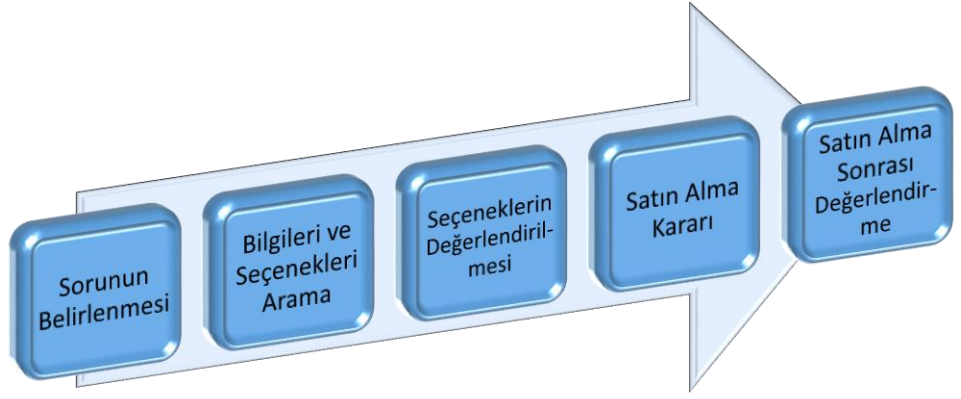 Sorunun
Belirlenmesi
Bilgileri ve
Seçenekleri
Arama
Seçeneklerin
Değerlendiril-
mesi
Satın Alma
Kararı
Satın Alma
Sonrası
Değerlendir-
me